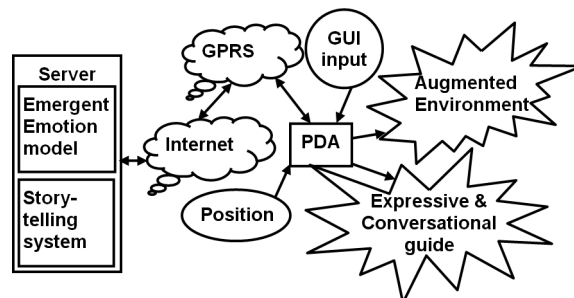 Server
Emergent
Emotion
model
Story-
telling
system
GPRS
Internet
GUI
input
PDA
Position
Augmented
Environment
Expressive &
Conversational
guide